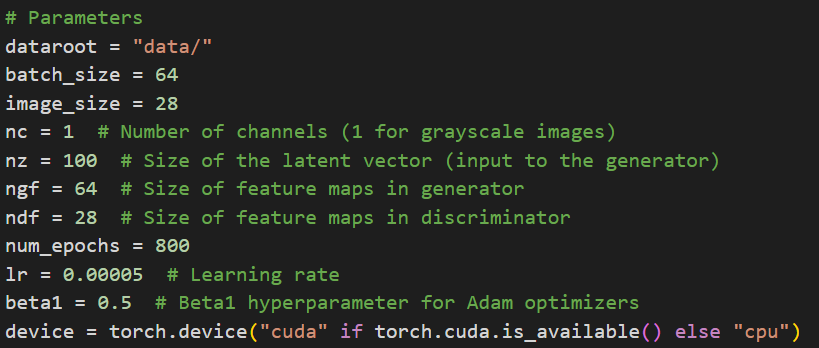 # Parameters
dataroot = "data/"
batch_size = 64
image_size = 28
nc = 1  # Number of channels (1 for grayscale images)
nz = 100  # Size of the latent vector (input to the generator)
ngf = 64  # Size of feature maps in generator
ndf = 28  # Size of feature maps in discriminator
num_epochs = 800
lr = 0.00005  # Learning rate
beta1 = 0.5  # Beta1 hyperparameter for Adam optimizers
device = torch.device("cuda" if torch.cuda.is_available() else "cpu")